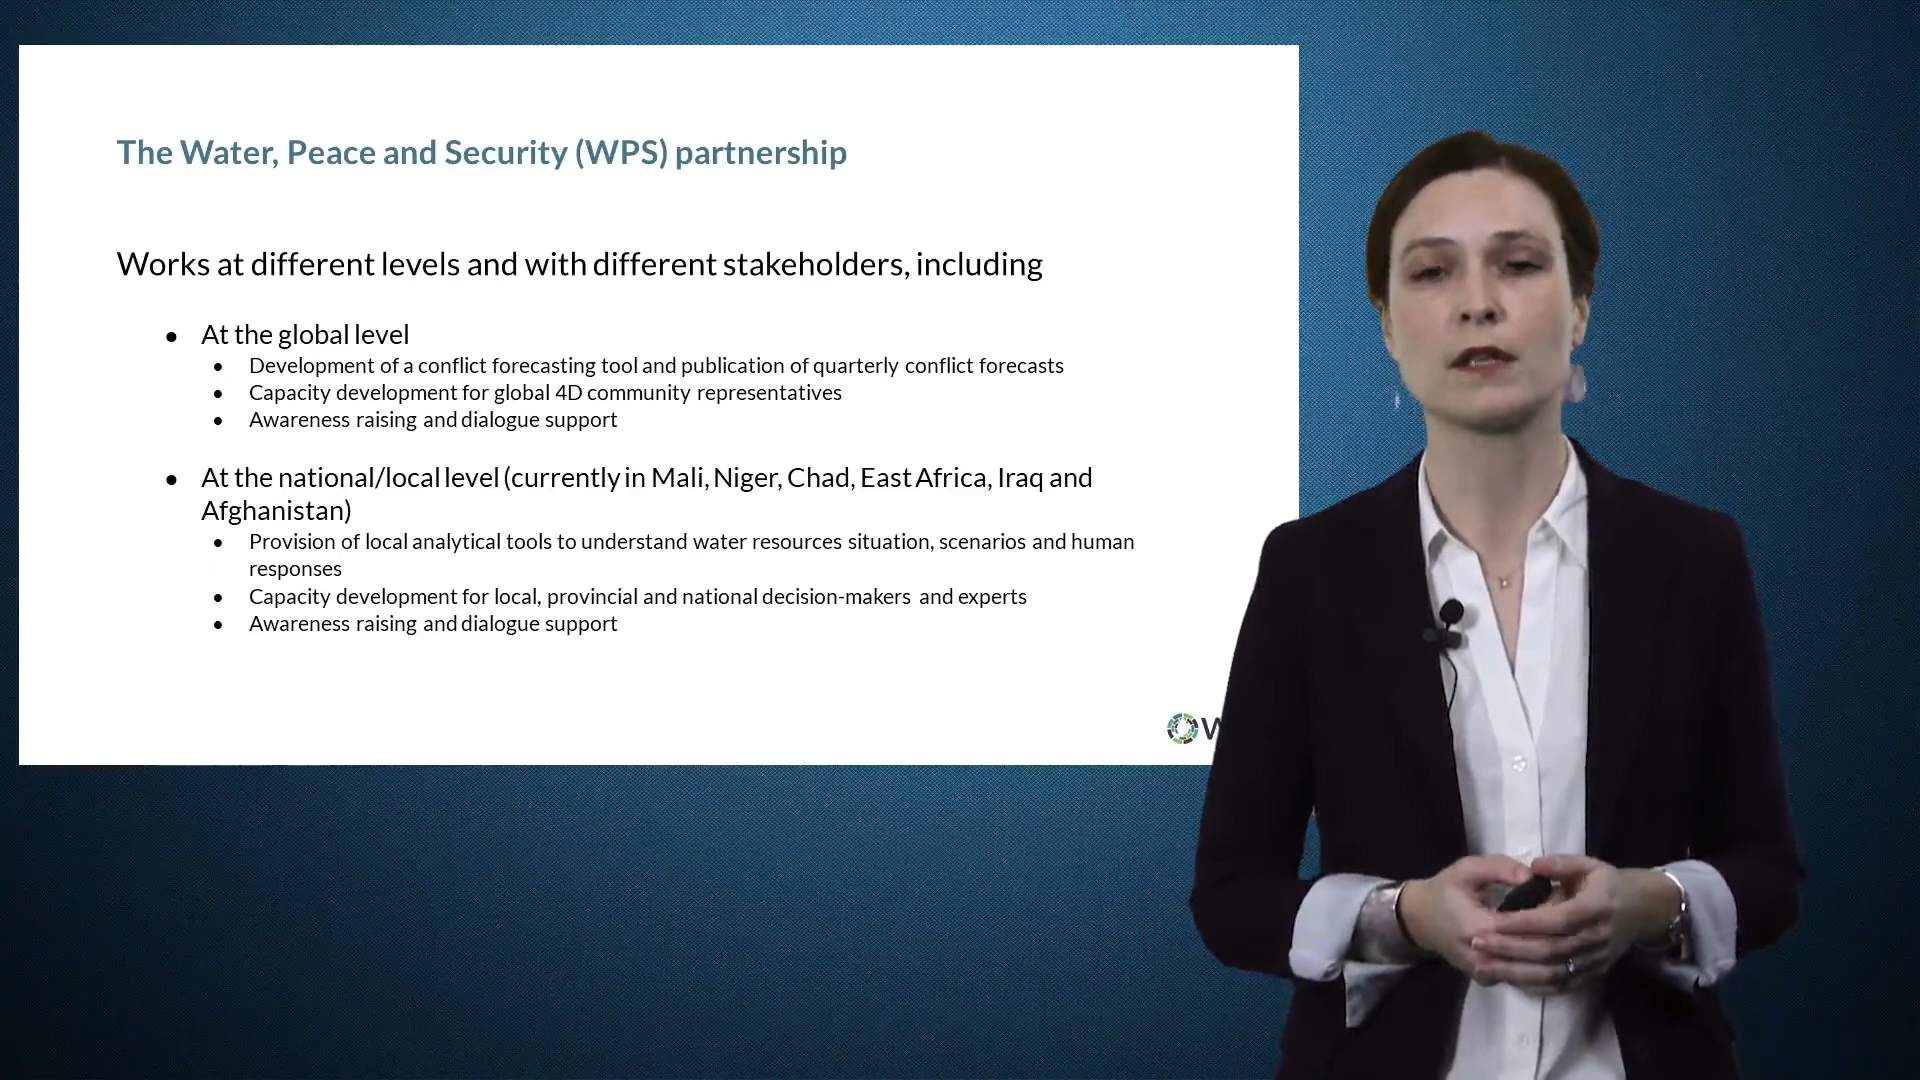 The Water, Peace and Security (WPS) partnership
Works at different levels and with different stakeholders, including
• At the global level
• Development of a conflict forecasting tool and publication of quarterly conflict forecasts
• Capacity development for global 4D community representatives
• Awareness raising and dialogue support
• At the national/local level (currently in Mali, Niger, Chad, East Africa, Iraq and
Afghanistan)
• Provision of local analytical tools to understand water resources situation, scenarios and human
responses
• Capacity development for local, provincial and national decision-makers and experts
• Awareness raising and dialogue support